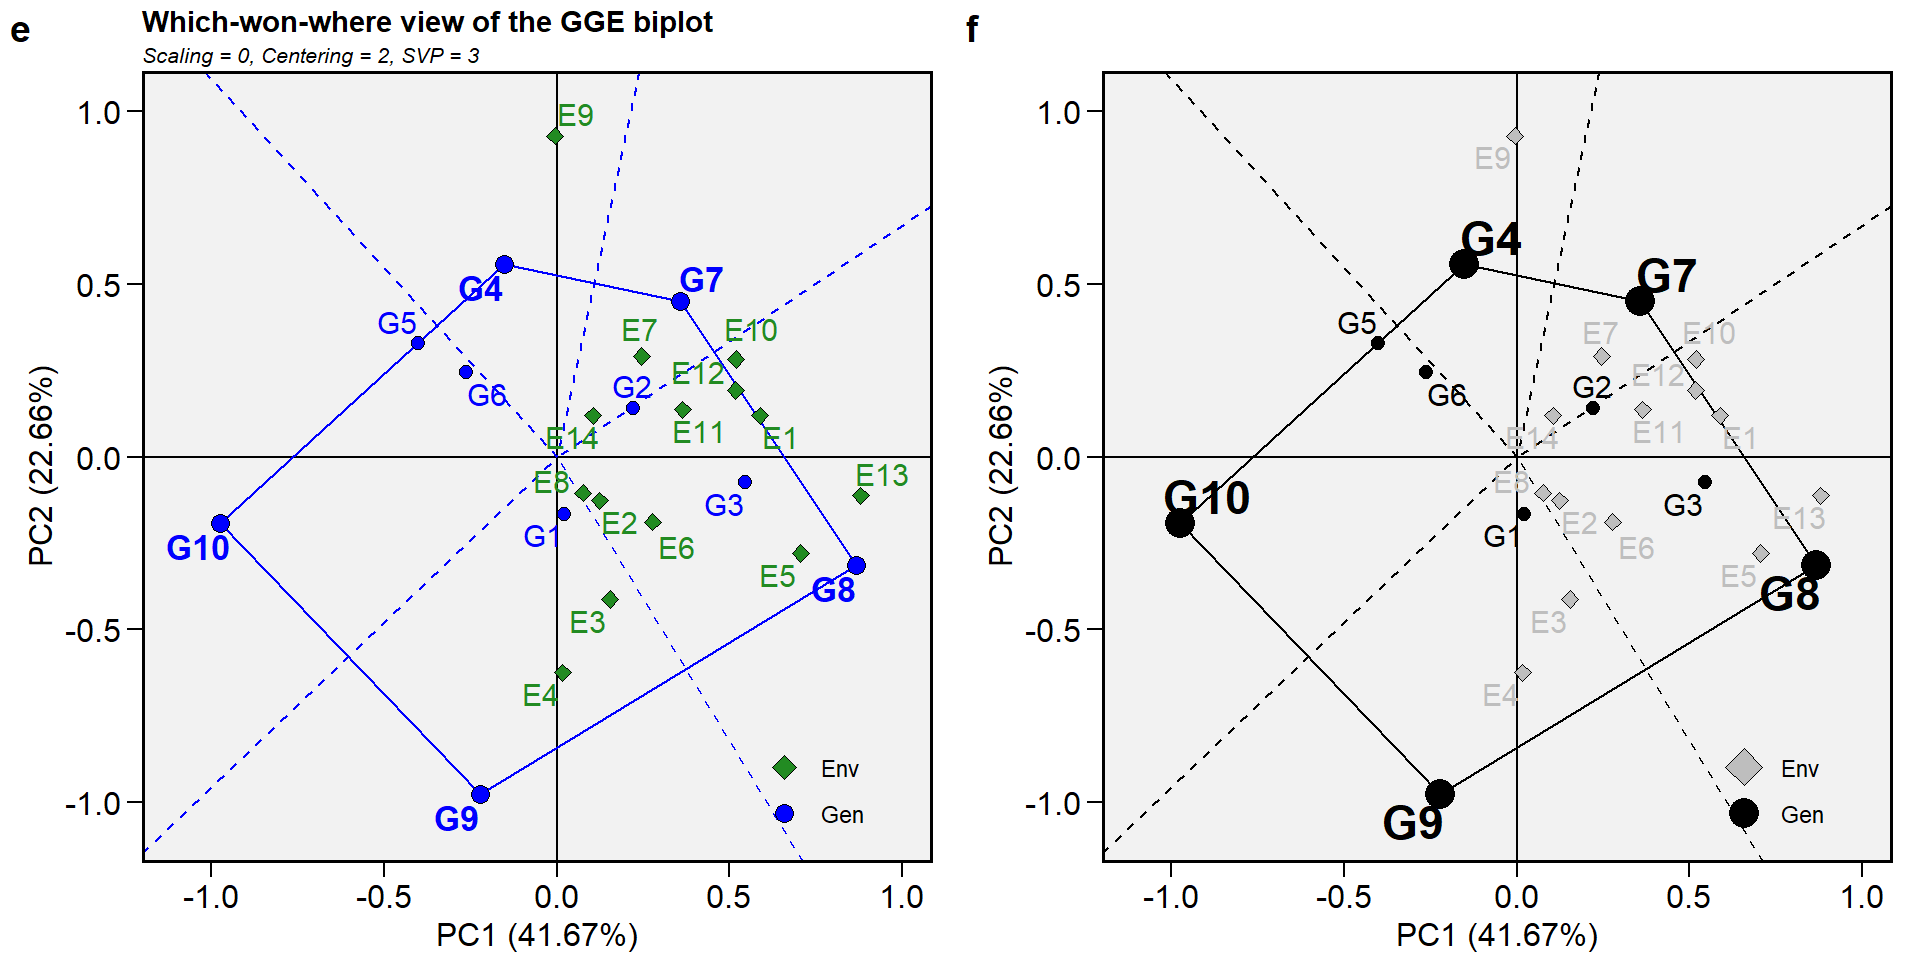 e
Which-won-where view of the GGE biplot
Scaling = 0, Centering = 2, SVP = 3
1.0
0.5
0.0
-0.5
-1.0
PC2 (22.66%)
E9
G4
G7
G5
E7
E10
E12
G2
G6
E11
E14
E1
E8
E13
G3
G1
E2
E6
G10
E5
G8
E3
E4
G9
Env
Gen
-1.0
-0.5
0.0
0.5
1.0
PC1 (41.67%)
f
1.0
0.5
0.0
-0.5
-1.0
PC2 (22.66%)
E9
G4
G7
G5
E7
E10
E12
G2
G6
E11
E14
E1
E8
G10
G3
E13
G1
E2
E6
E5
G8
E3
E4
G9
Env
Gen
-1.0
-0.5
0.0
0.5
1.0
PC1 (41.67%)